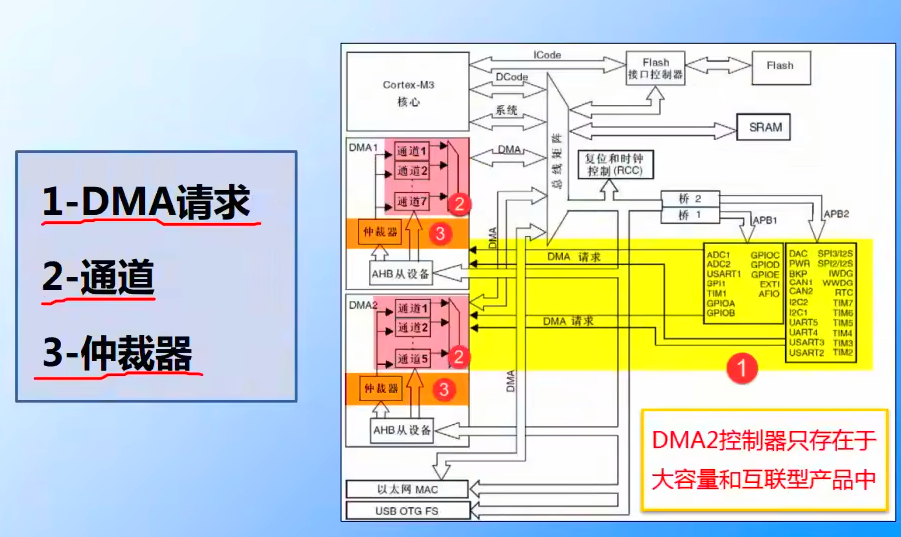 1-DMA请求
2-通道
3-仲裁器
Cortex-M3
核心
ICode
DCode
系统
DMA
总线矩阵
Flash
接口控制器
Flash
SRAM
复位和时钟
控制(RCC)
桥 2
桥 1
APB1
APB2
DMA1
通道1
通道2
通道7
2
仲裁器
3
AHB从设备
DMA
DMA 请求
DMA 请求
ADC1
ADC2
USART1
SPI1
TIM1
GPIOA
GPIOB
GPIOC
GPIOD
GPIOE
EXTI
AFIO
DAC
PWR
BKP
CAN1
CAN2
I2C2
I2C1
UART5
UART4
USART3
USART2
SPI3/I2S
SPI2/I2S
IWDG
WWDG
RTC
TIM7
TIM6
TIM5
TIM4
TIM3
TIM2
1
DMA2
通道1
通道2
通道5
2
仲裁器
3
AHB从设备
DMA
以太网 MAC
USB OTG FS
DMA2控制器只存在于
大容量和互联型产品中